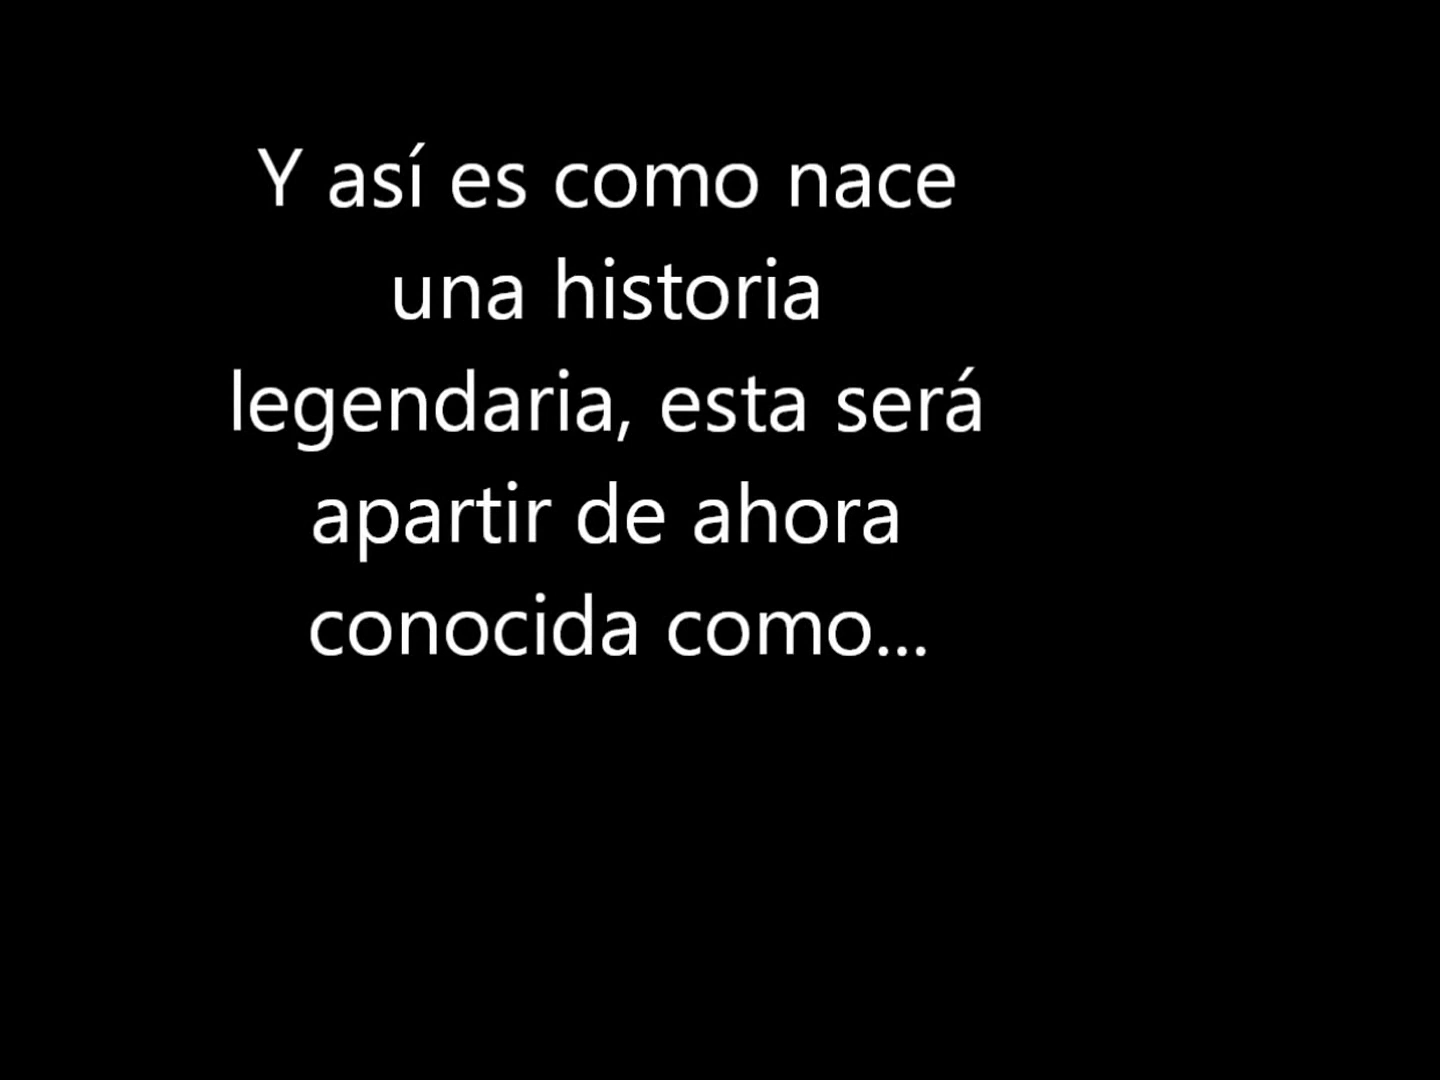 Y así es como nace
una historia
legendaria, esta será
apartir de ahora
conocida como...